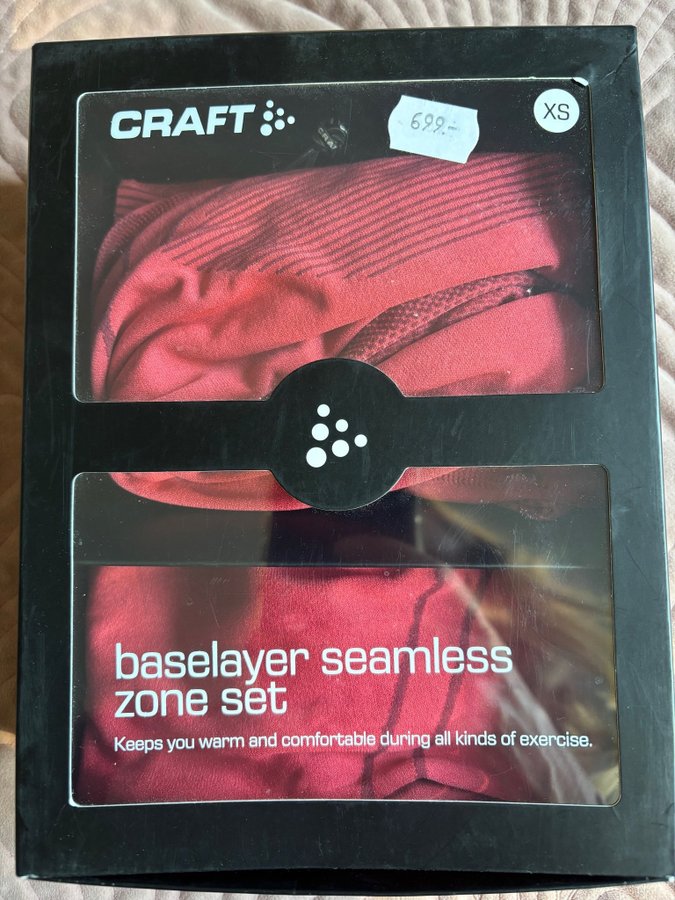 CRAFT
699.-
XS
baselayer seamless
zone set
Keeps you warm and comfortable during all kinds of exercise.